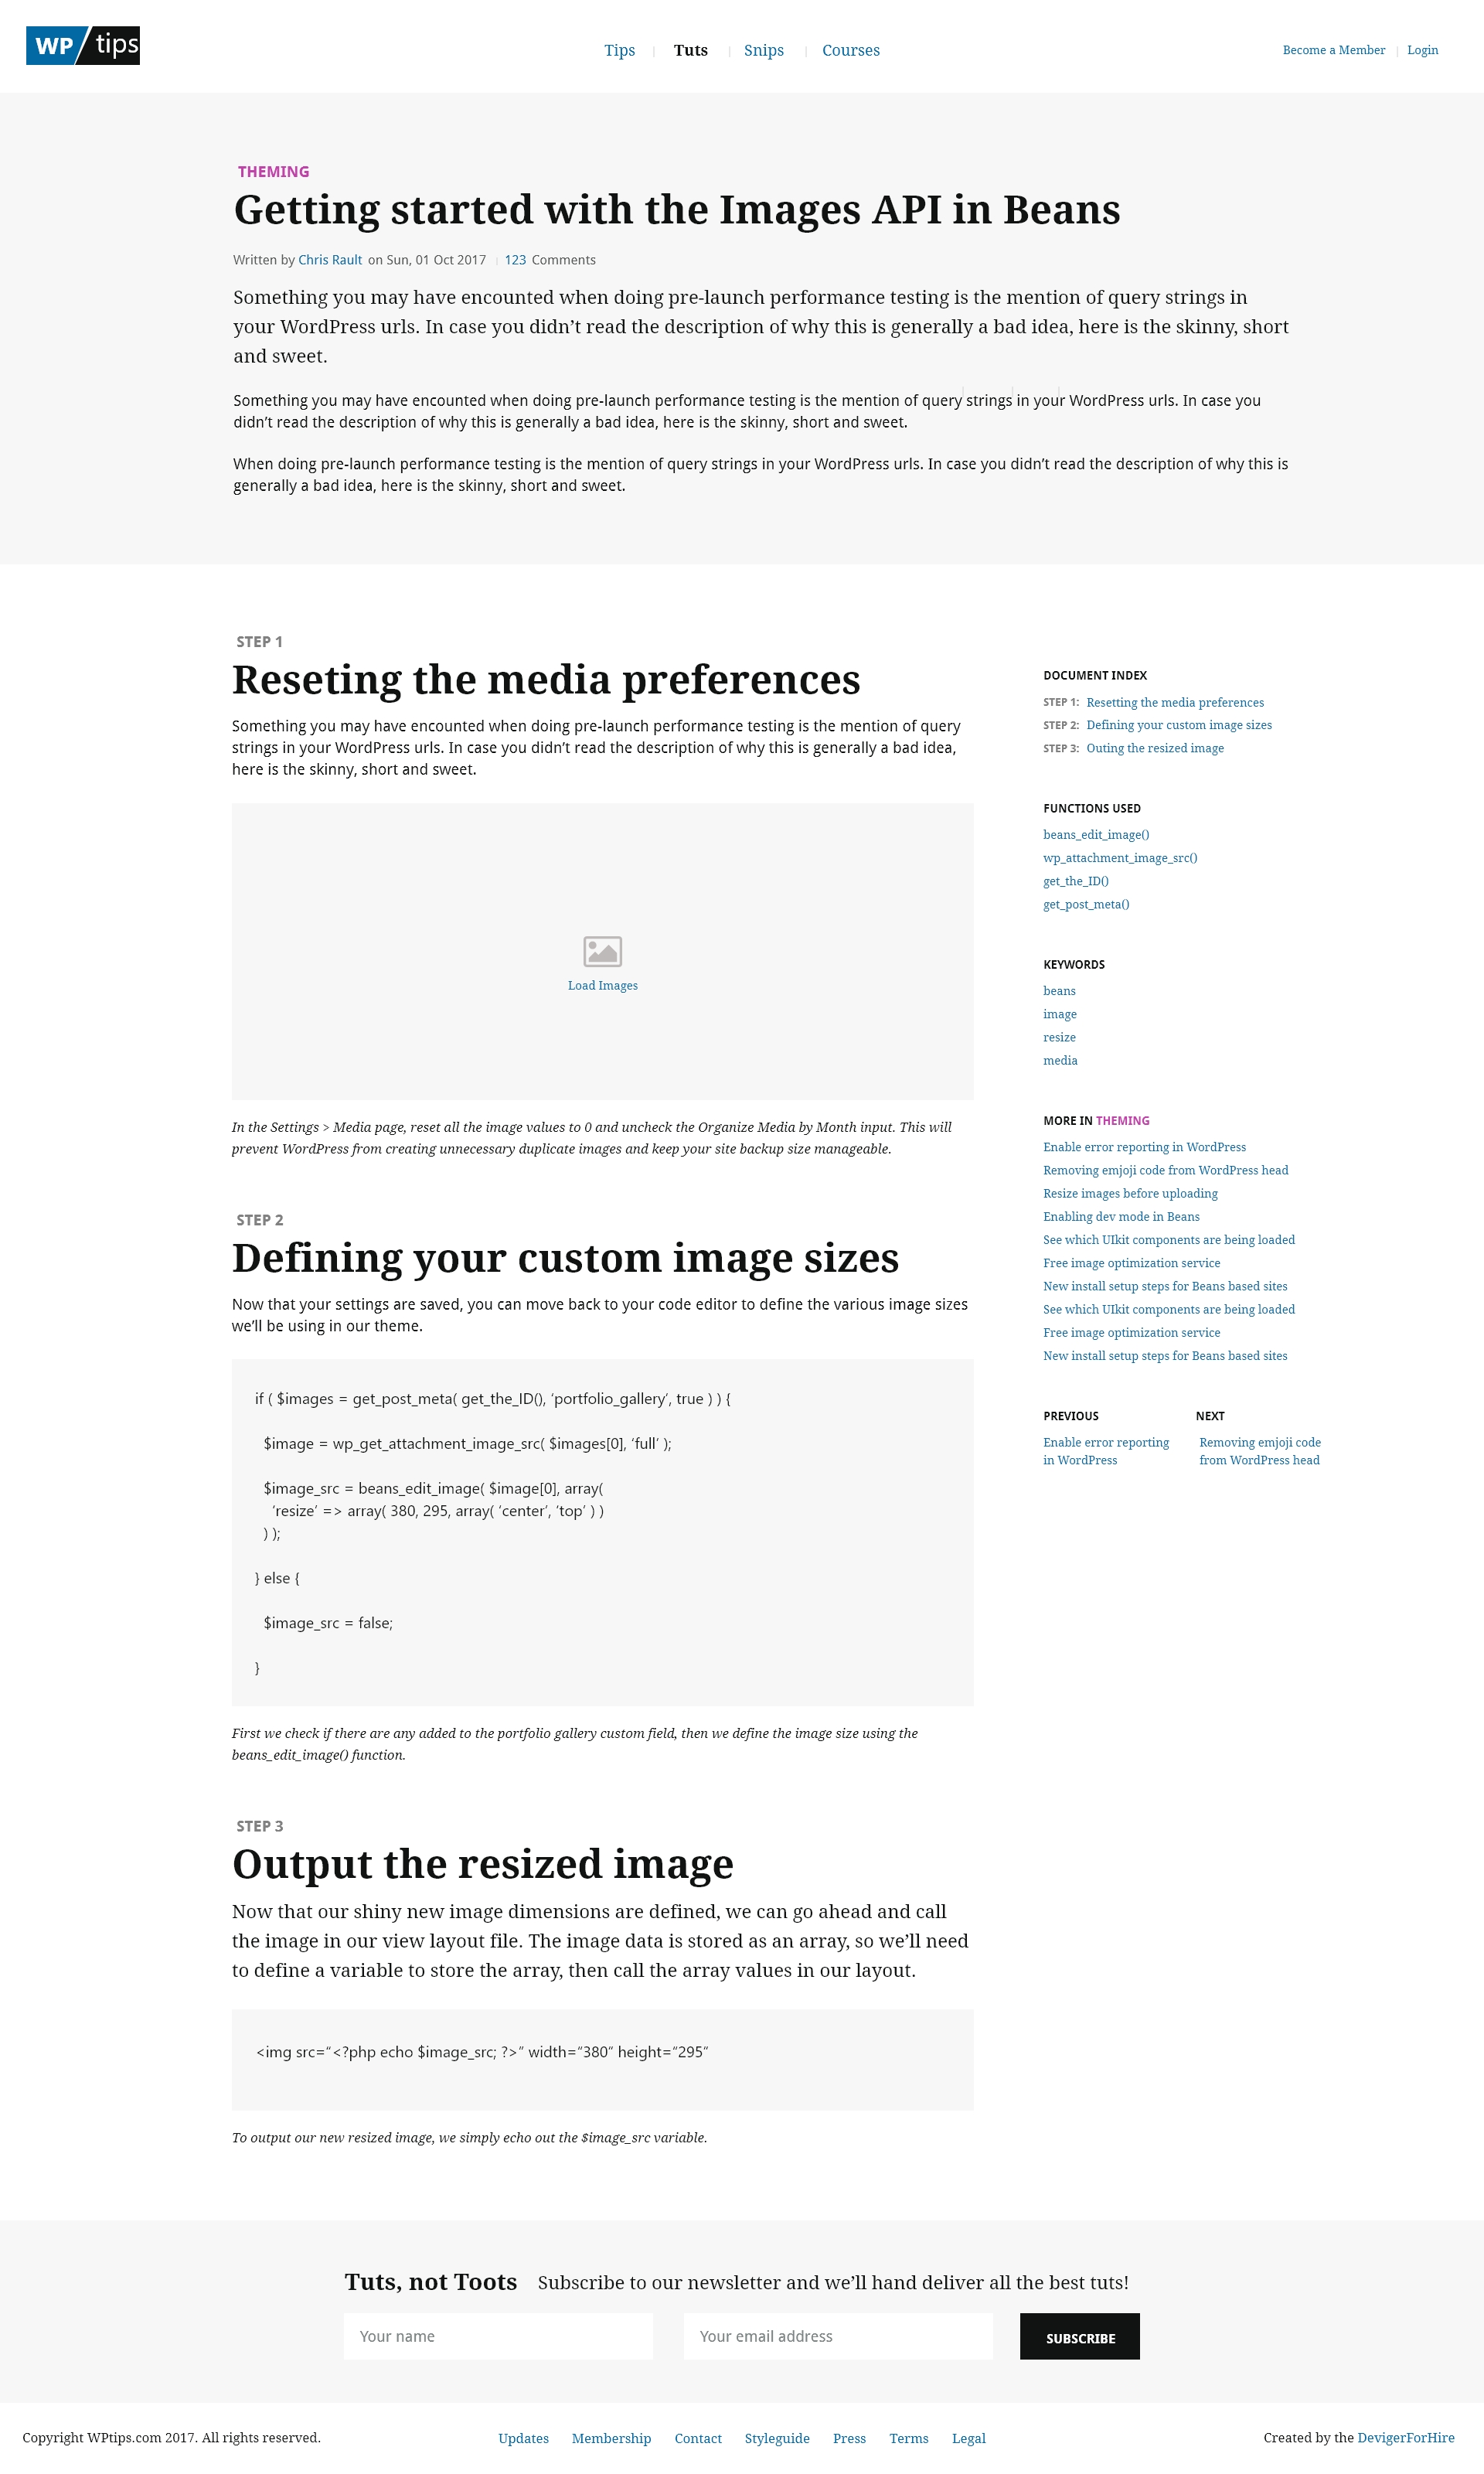 WP tips
Tips Tuts Snips Courses
Become a Member Login
THEMING
Getting started with the Images API in Beans
Written by Chris Rault on Sun, 01 Oct 2017 123 Comments
Something you may have encounted when doing pre-launch performance testing is the mention of query strings in
your WordPress urls. In case you didn’t read the description of why this is generally a bad idea, here is the skinny, short
and sweet.
Something you may have encounted when doing pre-launch performance testing is the mention of query strings in your WordPress urls. In case you
didn’t read the description of why this is generally a bad idea, here is the skinny, short and sweet.
When doing pre-launch performance testing is the mention of query strings in your WordPress urls. In case you didn’t read the description of why this is
generally a bad idea, here is the skinny, short and sweet.
STEP 1
Reseting the media preferences
Something you may have encounted when doing pre-launch performance testing is the mention of query
strings in your WordPress urls. In case you didn’t read the description of why this is generally a bad idea,
here is the skinny, short and sweet.
Load Images
In the Settings > Media page, reset all the image values to 0 and uncheck the Organize Media by Month input. This will
prevent WordPress from creating unnecessary duplicate images and keep your site backup size manageable.
STEP 2
Defining your custom image sizes
Now that your settings are saved, you can move back to your code editor to define the various image sizes
we’ll be using in our theme.
if ( $images = get_post_meta( get_the_ID(), ‘portfolio_gallery’, true ) ) {
$image = wp_get_attachment_image_src( $images[0], ‘full’ );
$image_src = beans_edit_image( $image[0], array(
‘resize’ => array( 380, 295, array( ‘center’, ‘top’ ) )
) );
} else {
$image_src = false;
}
First we check if there are any added to the portfolio gallery custom field, then we define the image size using the
beans_edit_image() function.
STEP 3
Output the resized image
Now that our shiny new image dimensions are defined, we can go ahead and call
the image in our view layout file. The image data is stored as an array, so we’ll need
to define a variable to store the array, then call the array values in our layout.
<img src=“<?php echo $image_src; ?>” width=“380” height=“295”
To output our new resized image, we simply echo out the $image_src variable.
DOCUMENT INDEX
STEP 1: Resetting the media preferences
STEP 2: Defining your custom image sizes
STEP 3: Outing the resized image
FUNCTIONS USED
beans_edit_image()
wp_attachment_image_src()
get_the_ID()
get_post_meta()
KEYWORDS
beans
image
resize
media
MORE IN THEMING
Enable error reporting in WordPress
Removing emjoji code from WordPress head
Resize images before uploading
Enabling dev mode in Beans
See which UIkit components are being loaded
Free image optimization service
New install setup steps for Beans based sites
See which UIkit components are being loaded
Free image optimization service
New install setup steps for Beans based sites
PREVIOUS
Enable error reporting
in WordPress
NEXT
Removing emjoji code
from WordPress head
Tuts, not Toots Subscribe to our newsletter and we’ll hand deliver all the best tuts!
Your name Your email address SUBSCRIBE
Copyright WPtips.com 2017. All rights reserved.
Updates Membership Contact Styleguide Press Terms Legal
Created by the DevigerForHire